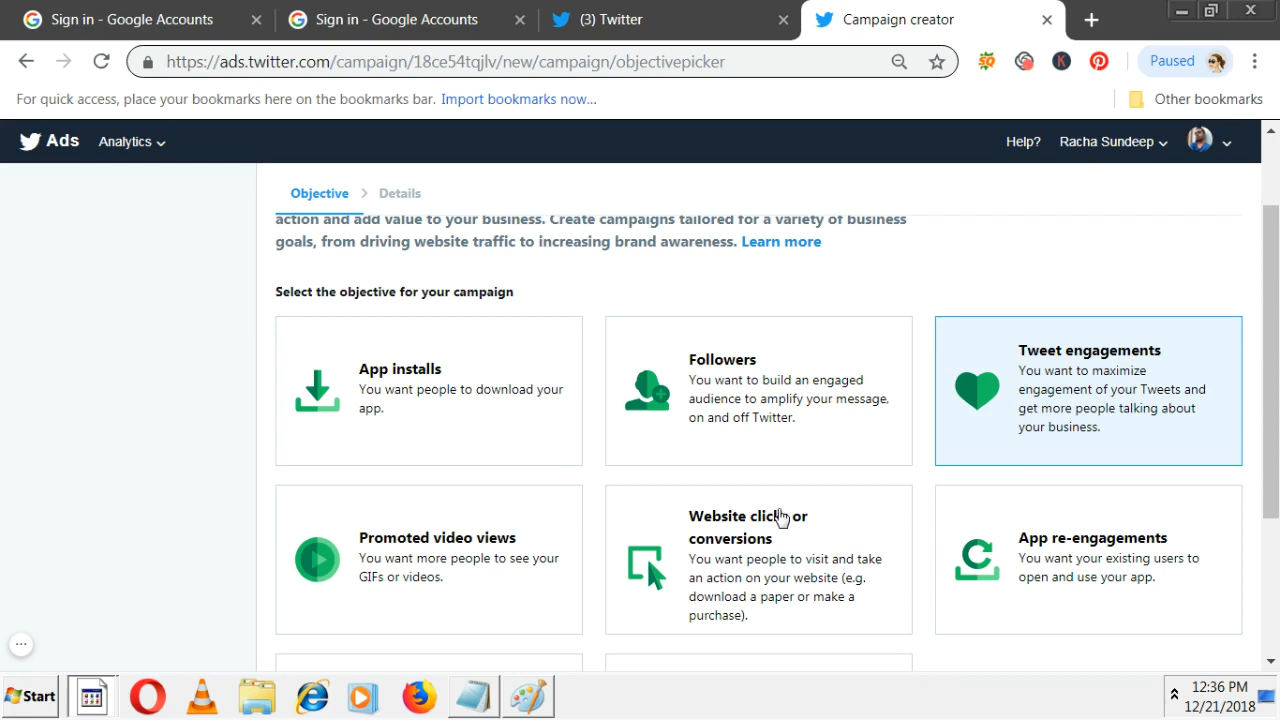 Sign in - Google Accounts
Sign in - Google Accounts
(3) Twitter
Campaign creator
https://ads.twitter.com/campaign/18ce54tqjlv/new/campaign/objectivepicker
Paused
For quick access, place your bookmarks here on the bookmarks bar. Import bookmarks now...
Other bookmarks
Ads
Analytics
Help?
Racha Sundeep
Objective
Details
action and add value to your business. Create campaigns tailored for a variety of business
goals, from driving website traffic to increasing brand awareness. Learn more
Select the objective for your campaign
App installs
You want people to download your
app.
Followers
You want to build an engaged
audience to amplify your message,
on and off Twitter.
Tweet engagements
You want to maximize
engagement of your Tweets and
get more people talking about
your business.
Promoted video views
You want more people to see your
GIFs or videos.
Website clicks or
conversions
You want people to visit and take
an action on your website (e.g.
download a paper or make a
purchase).
App re-engagements
You want your existing users to
open and use your app.
Start
12:36 PM
12/21/2018